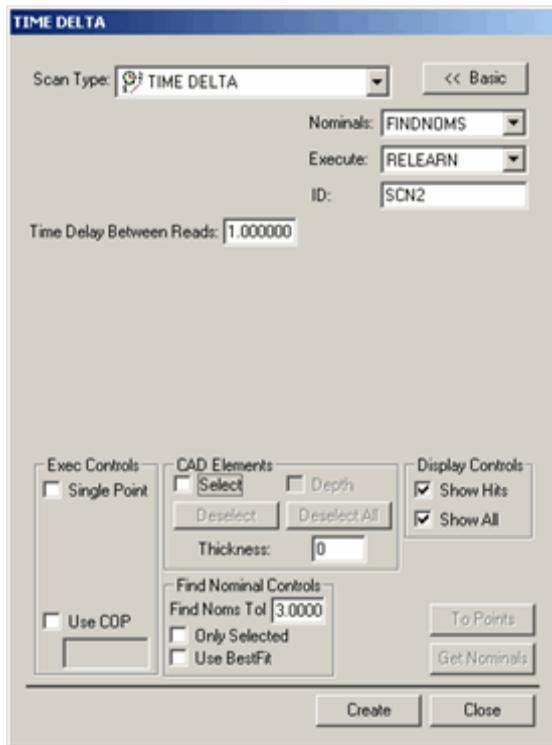 TIME DELTA
Scan Type: TIME DELTA << Basic
Nominals: FINDNOMS
Execute: RELEARN
ID: SCN2
Time Delay Between Reads: 1.000000
Exec Controls
Single Point
Use COP
CAD Elements
Select Depth
Deselect Deselect All
Thickness: 0
Find Nominal Controls
Find Noms Tol 3.0000
Only Selected
Use BestFit
Display Controls
Show Hits
Show All
To Points
Get Nominals
Create Close